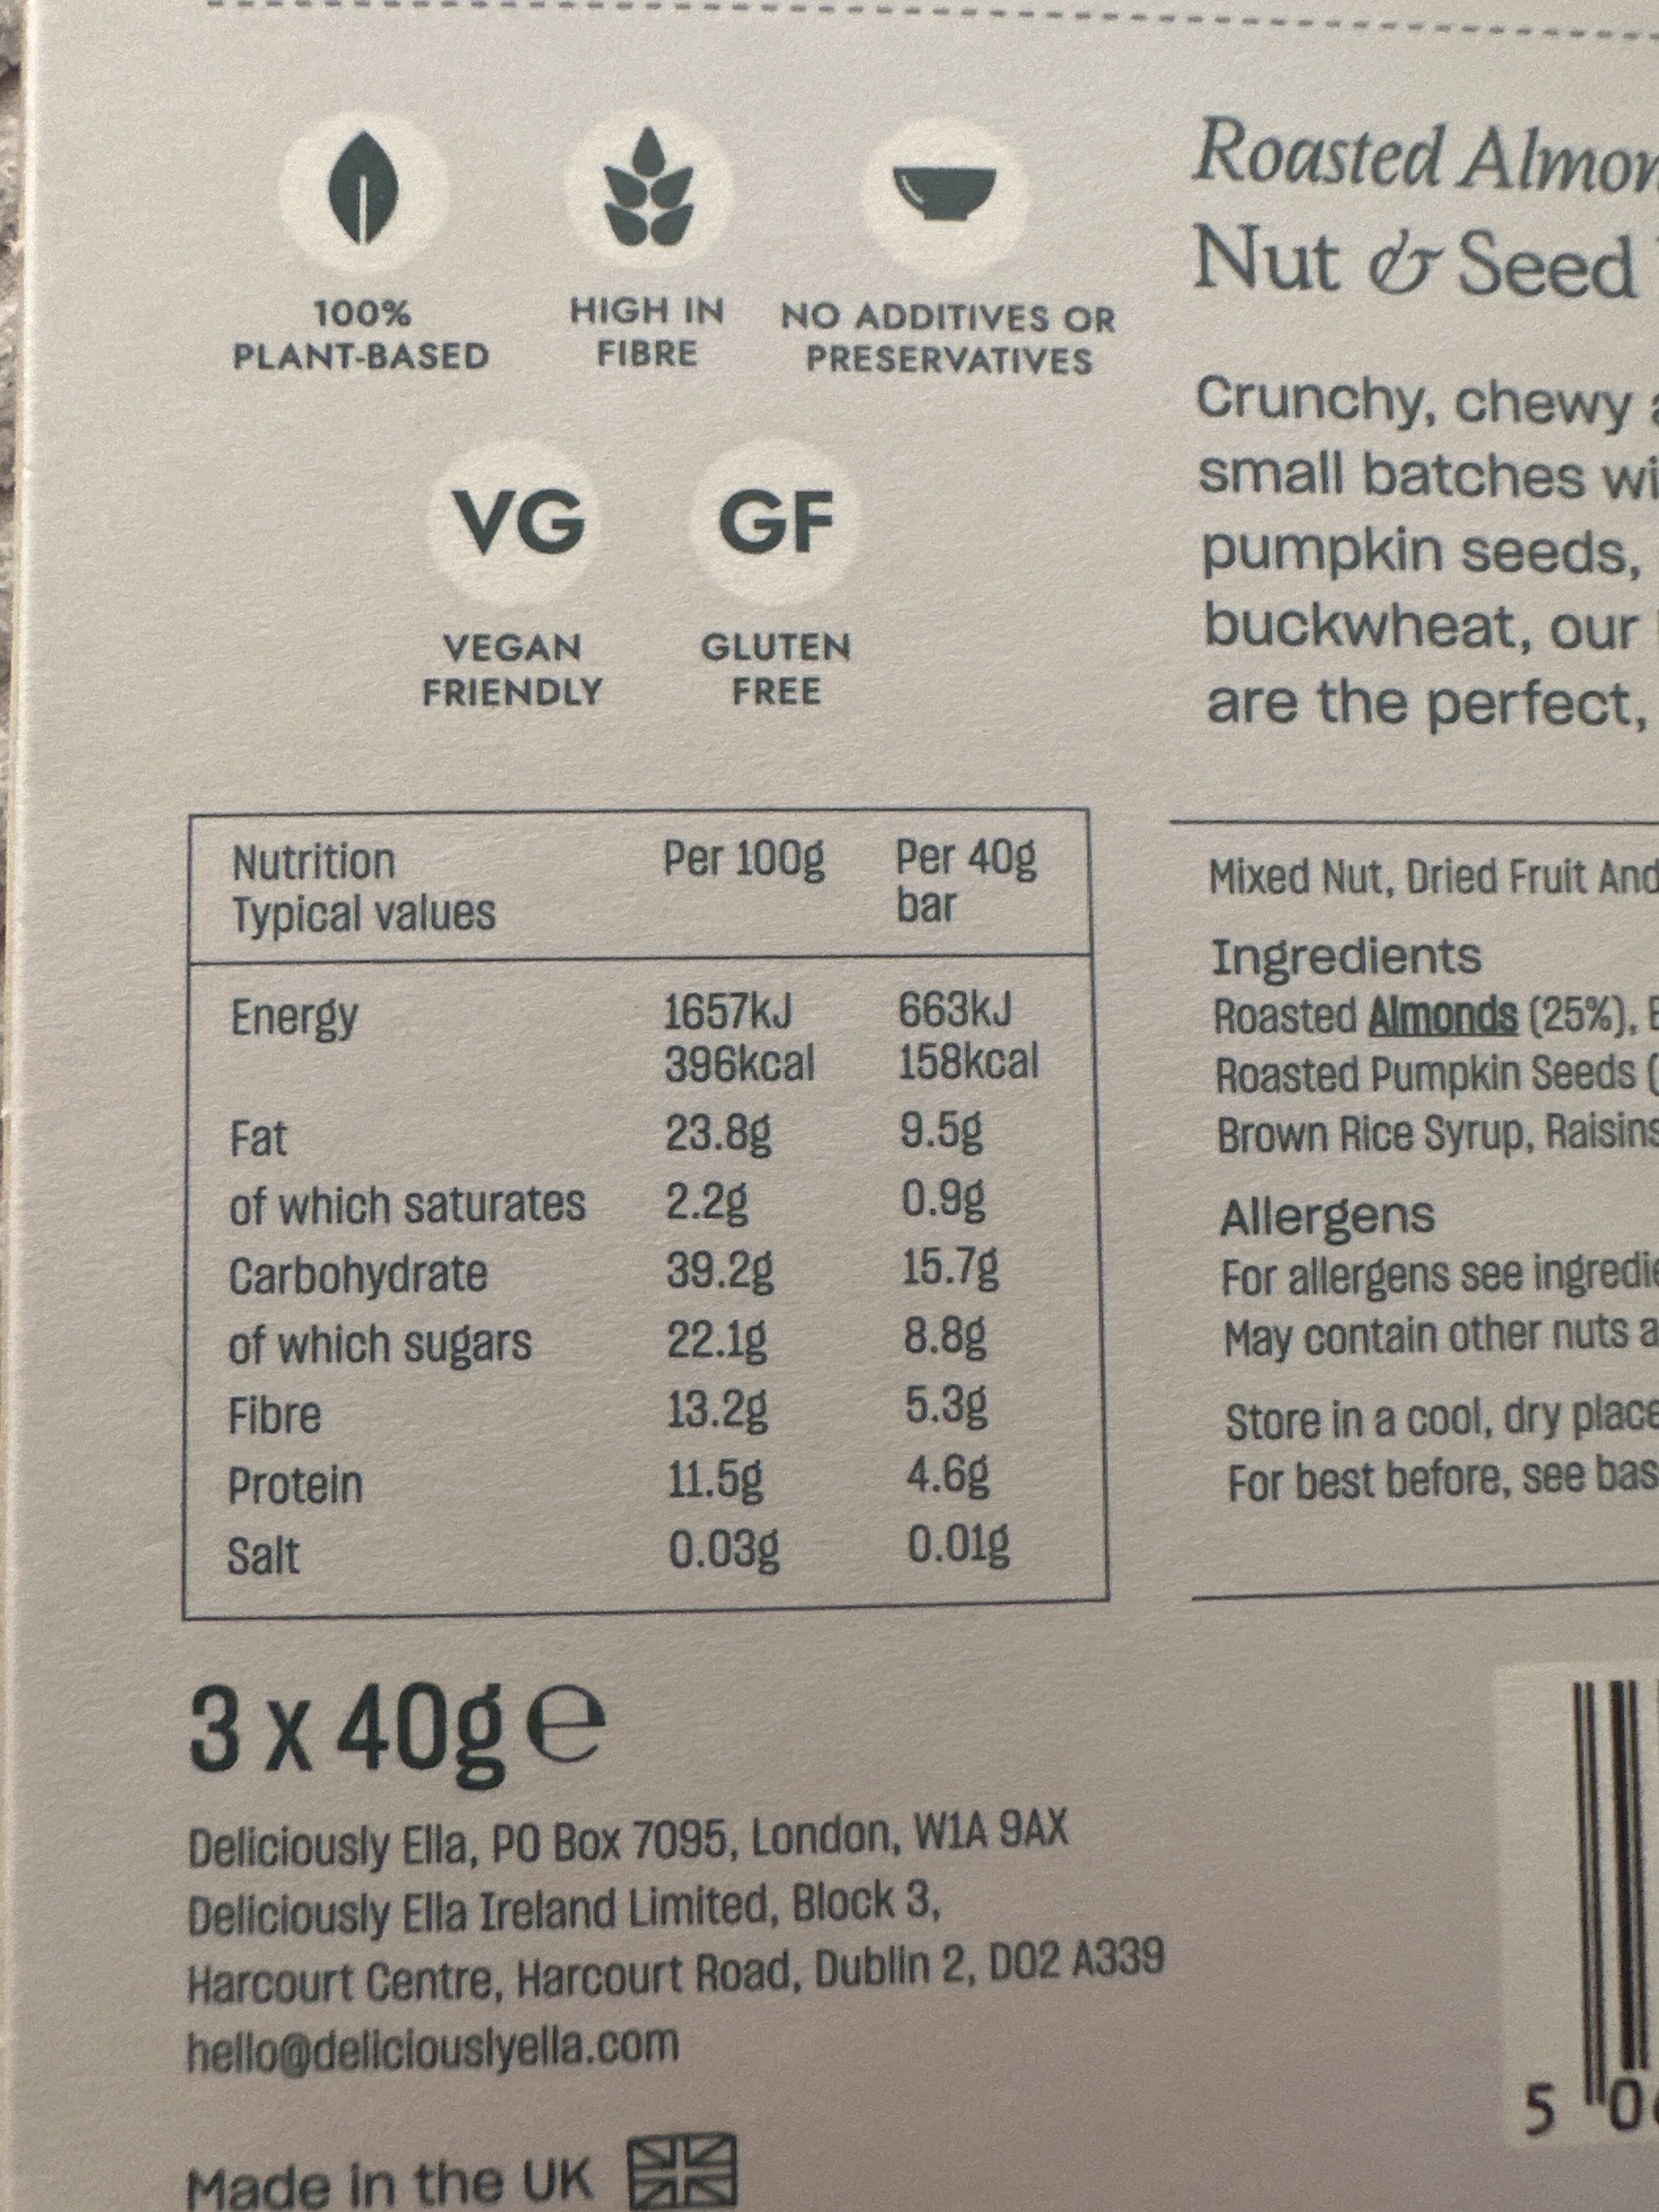 100%
PLANT-BASED
HIGH IN
FIBRE
NO ADDITIVES OR
PRESERVATIVES
VG
VEGAN
FRIENDLY
GF
GLUTEN
FREE
Nutrition Typical values Per 100g Per 40g bar
Energy 1657kJ 663kJ
396kcal 158kcal
Fat 23.8g 9.5g
of which saturates 2.2g 0.9g
Carbohydrate 39.2g 15.7g
of which sugars 22.1g 8.8g
Fibre 13.2g 5.3g
Protein 11.5g 4.6g
Salt 0.03g 0.01g
3 x 40g ℮
Deliciously Ella, PO Box 7095, London, W1A 9AX
Deliciously Ella Ireland Limited, Block 3,
Harcourt Centre, Harcourt Road, Dublin 2, D02 A339
hello@deliciouslyella.com
Made in the UK
Roasted
Nut & Seed
Crunchy, chewy
small batches
pumpkin seeds,
buckwheat, our
are the perfect,
Mixed Nut, Dried Fruit And
Ingredients
Roasted Almonds (25%),
Roasted Pumpkin Seeds (
Brown Rice Syrup, Raisins
Allergens
For allergens see
May contain other nuts
Store in a cool, dry place
For best before, see
5 0